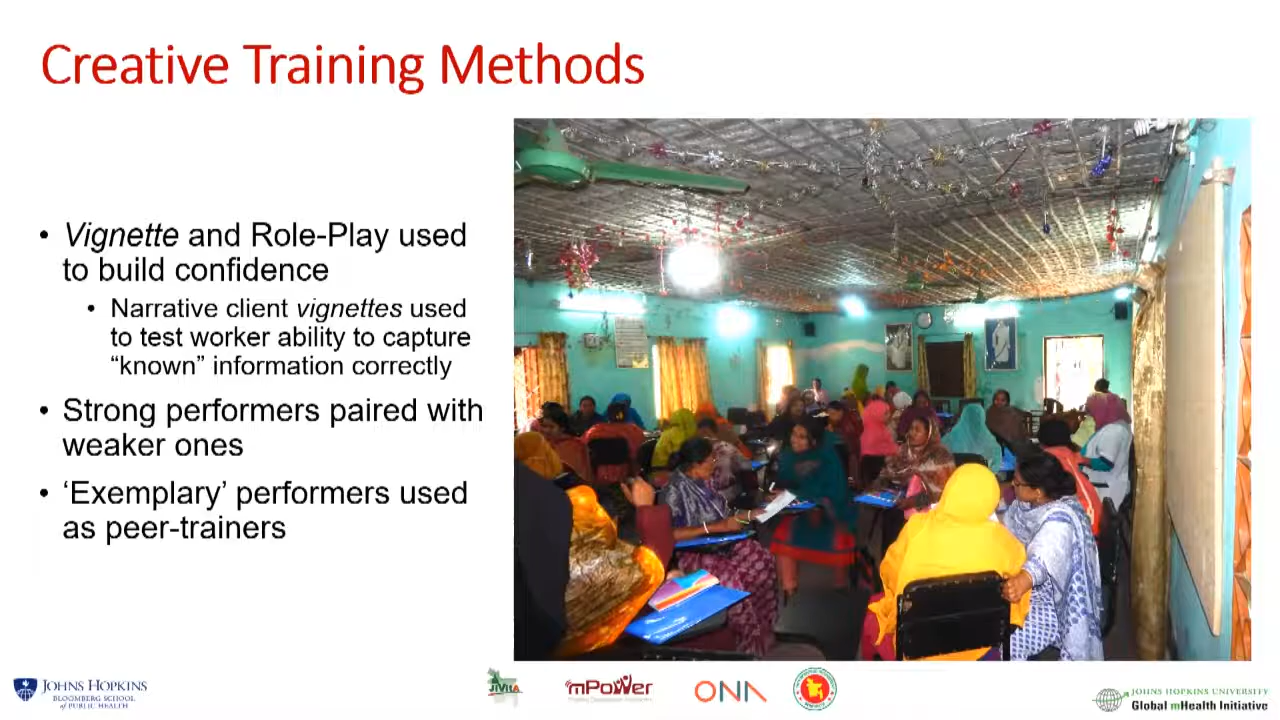 Creative Training Methods
• Vignette and Role-Play used
to build confidence
• Narrative client vignettes used
to test worker ability to capture
“known” information correctly
• Strong performers paired with
weaker ones
• ‘Exemplary’ performers used
as peer-trainers
JOHNS HOPKINS
BLOOMBERG SCHOOL
of PUBLIC HEALTH
JiVitA
mPower
ONA
JOHNS HOPKINS UNIVERSITY
Global mHealth Initiative